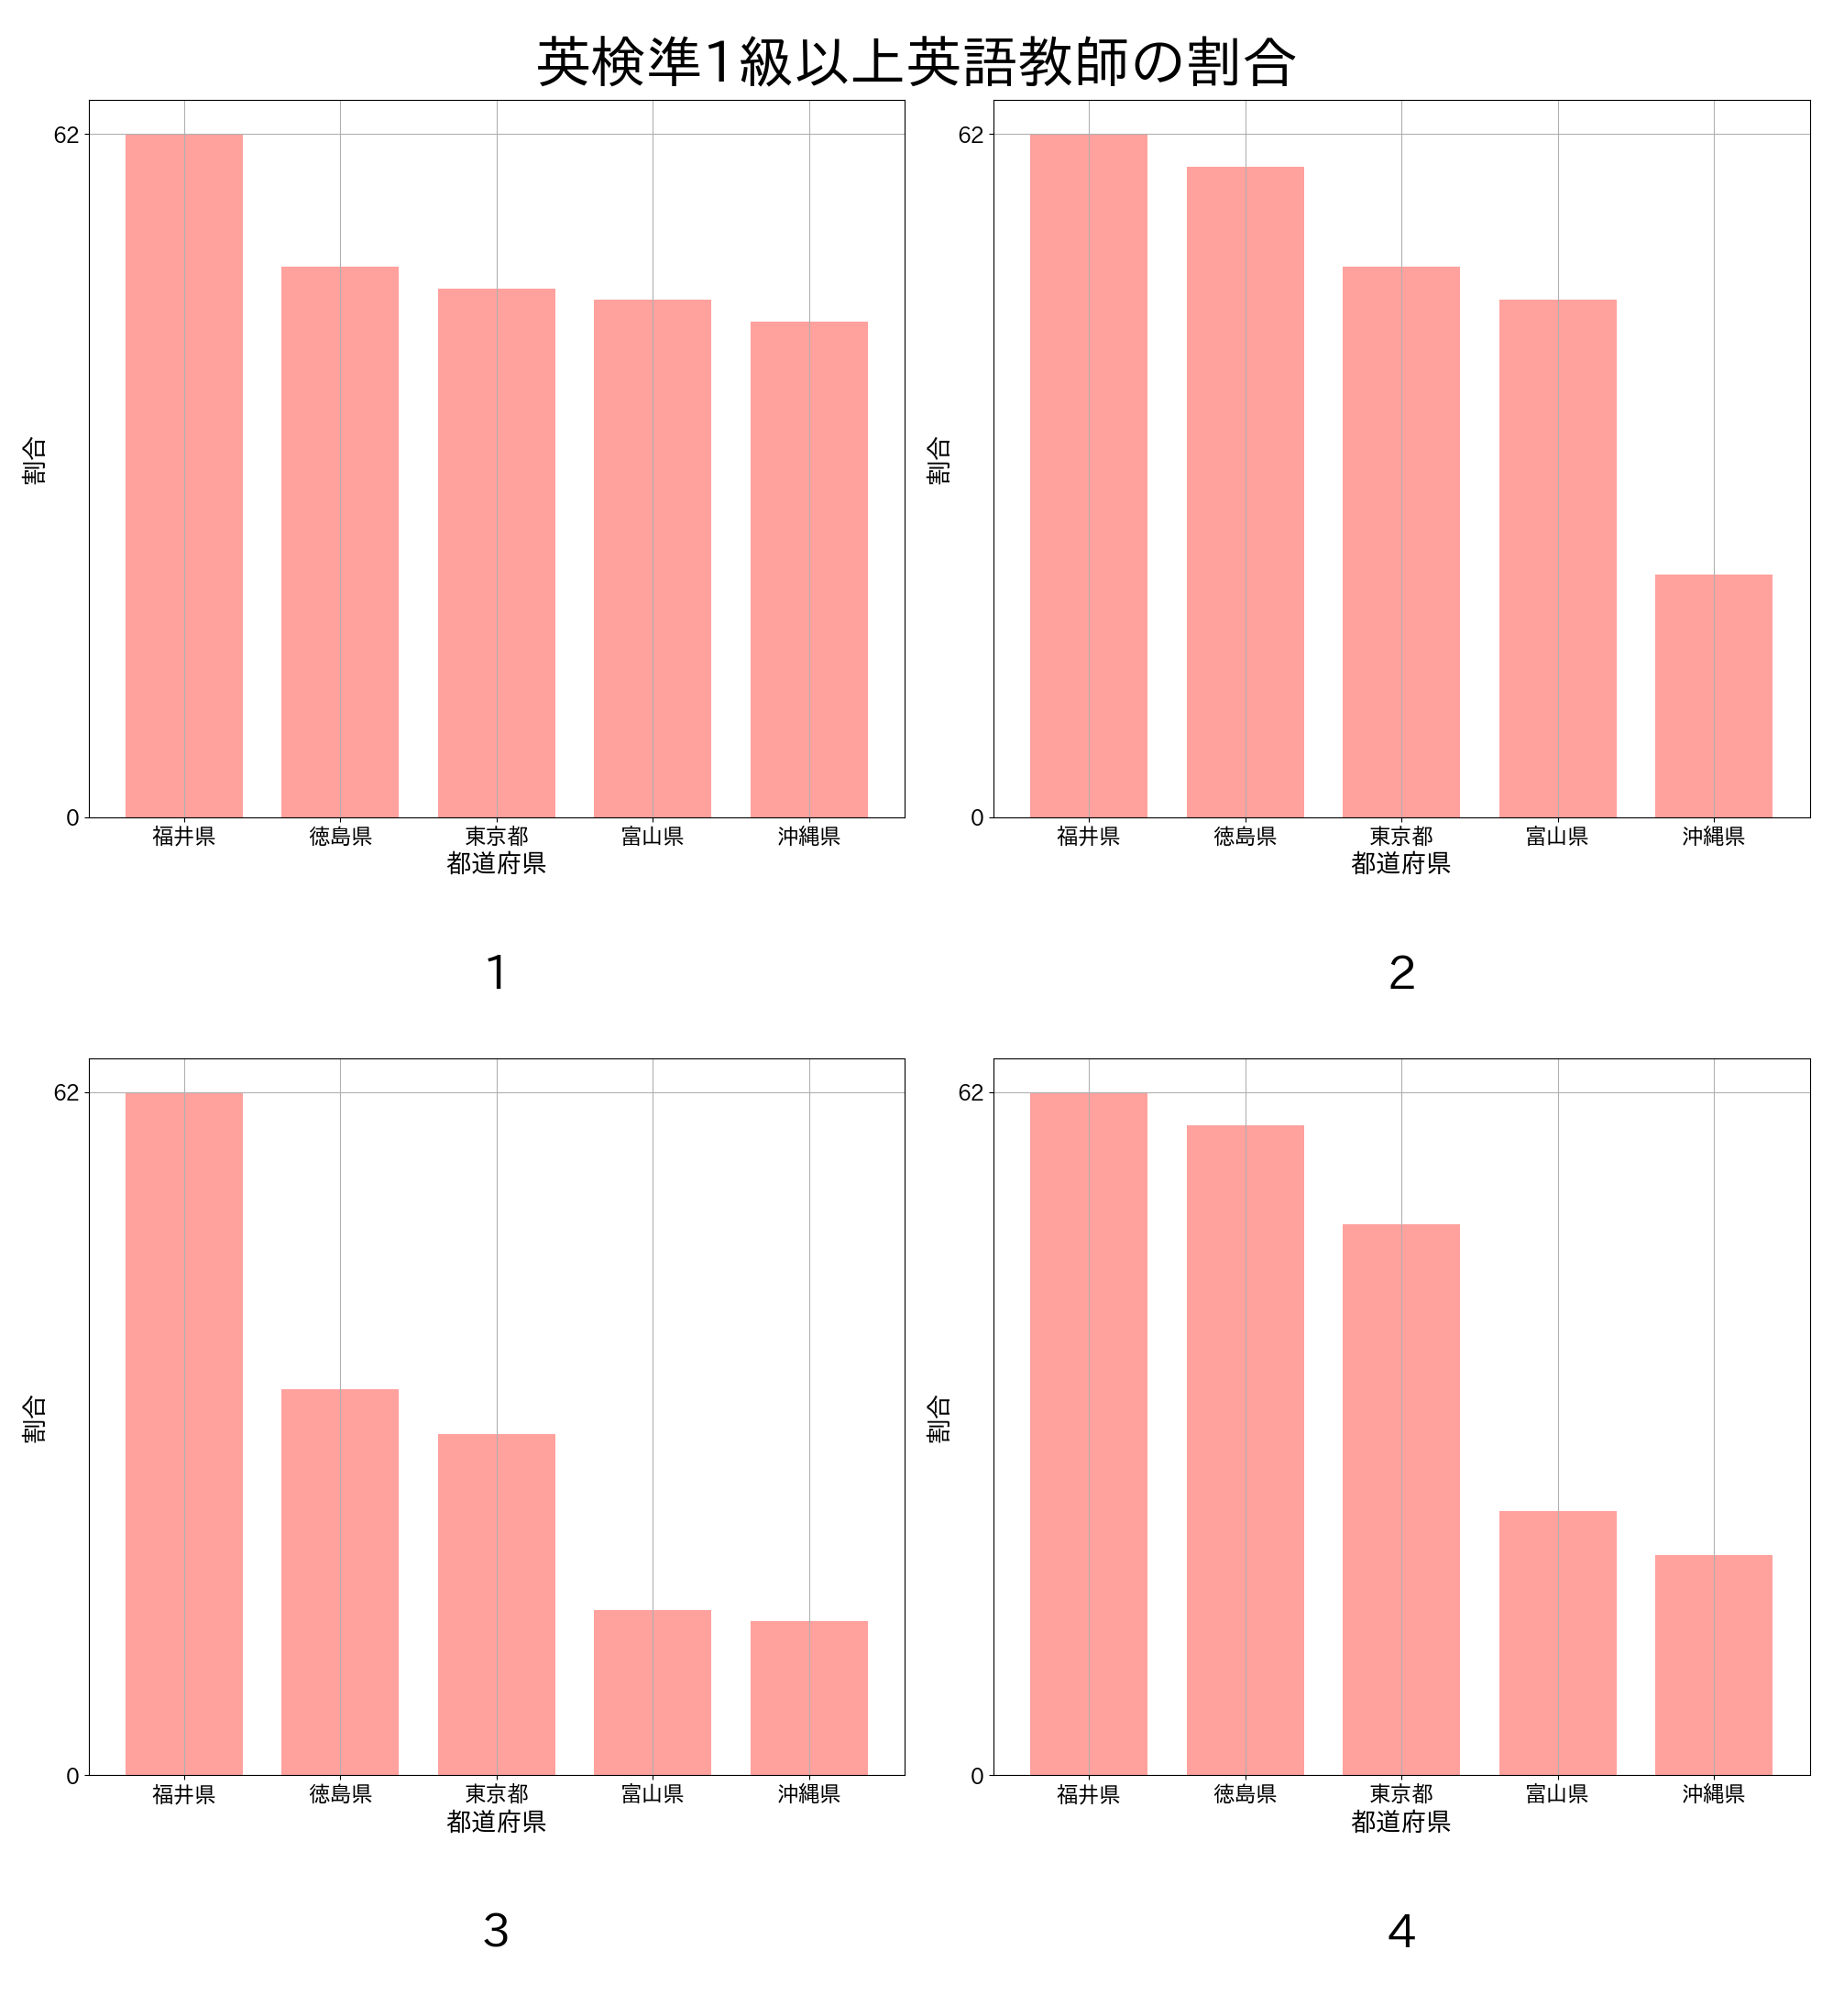 英検準1級以上英語教師の割合
62
0
割合
福井県 徳島県 東京都 富山県 沖縄県
都道府県
1
62
0
割合
福井県 徳島県 東京都 富山県 沖縄県
都道府県
2
62
0
割合
福井県 徳島県 東京都 富山県 沖縄県
都道府県
3
62
0
割合
福井県 徳島県 東京都 富山県 沖縄県
都道府県
4